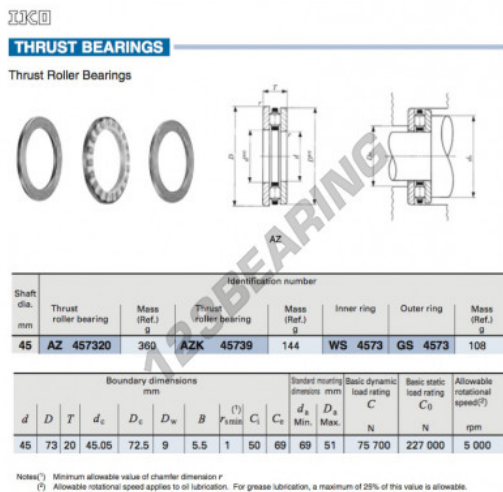 IKO
THRUST BEARINGS
Thrust Roller Bearings
T
r
r
D
d
D
d
AZ
123BEARING
Identification number
Shaft dia. mm
Thrust roller bearing
Mass (Ref.) g
Thrust roller bearing
Mass (Ref.) g
Inner ring
Outer ring
Mass (Ref.) g
45 AZ 457320 360 AZK 45739 144 WS 4573 GS 4573 108
Boundary dimensions mm
Standard mounting dimensions mm
Basic dynamic load rating C N
Basic static load rating C0 N
Allowable rotational speed(2) rpm
d D T dc Dc Dw B rsmin(1) Ci Ce da Min. Da Max.
45 73 20 45.05 72.5 9 5.5 1 50 69 69 51 75 700 227 000 5 000
Notes(1) Minimum allowable value of chamfer dimension r
(2) Allowable rotational speed applies to oil lubrication. For grease lubrication, a maximum of 25% of this value is allowable.